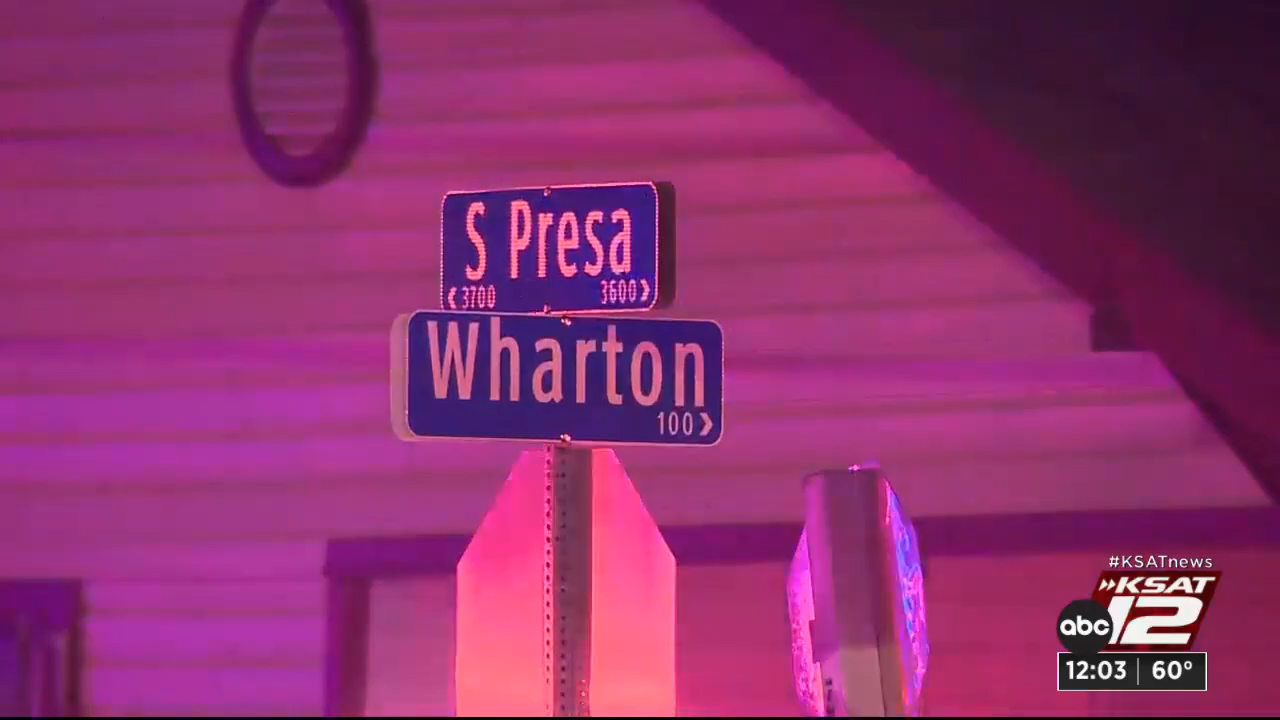 S Presa
‹ 3700 3600 ›
Wharton
100 ›
#KSATnews
KSAT
abc 12
12:03 | 60°